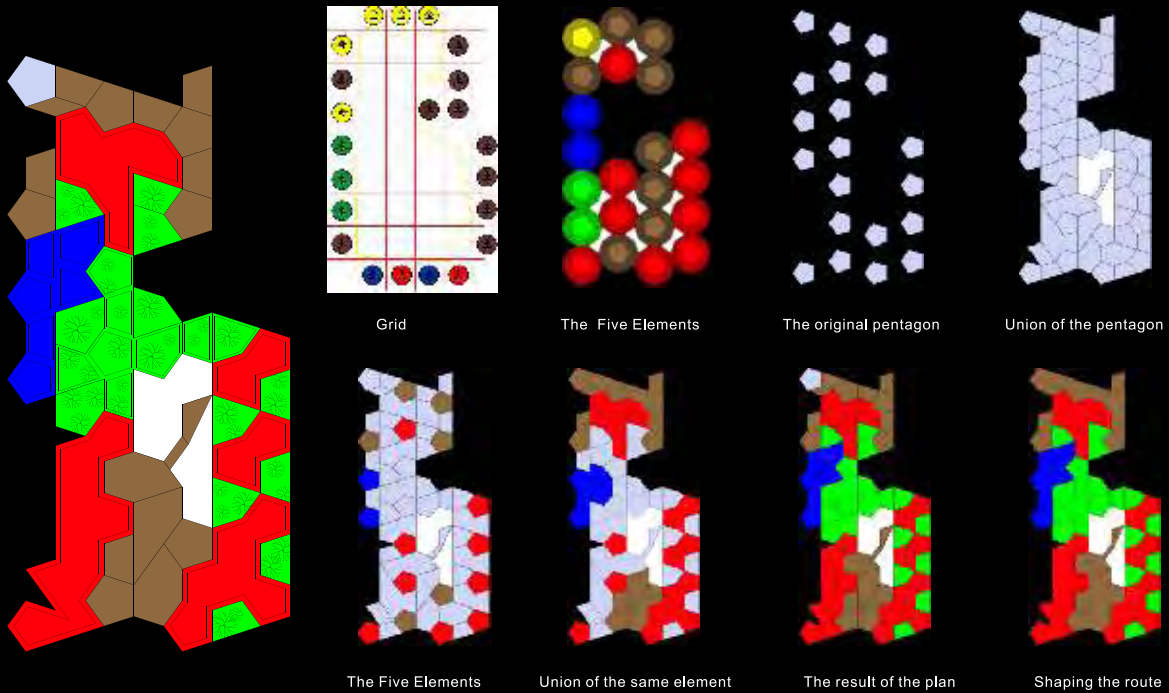 Grid
The Five Elements
The original pentagon
Union of the pentagon
The Five Elements
Union of the same element
The result of the plan
Shaping the route